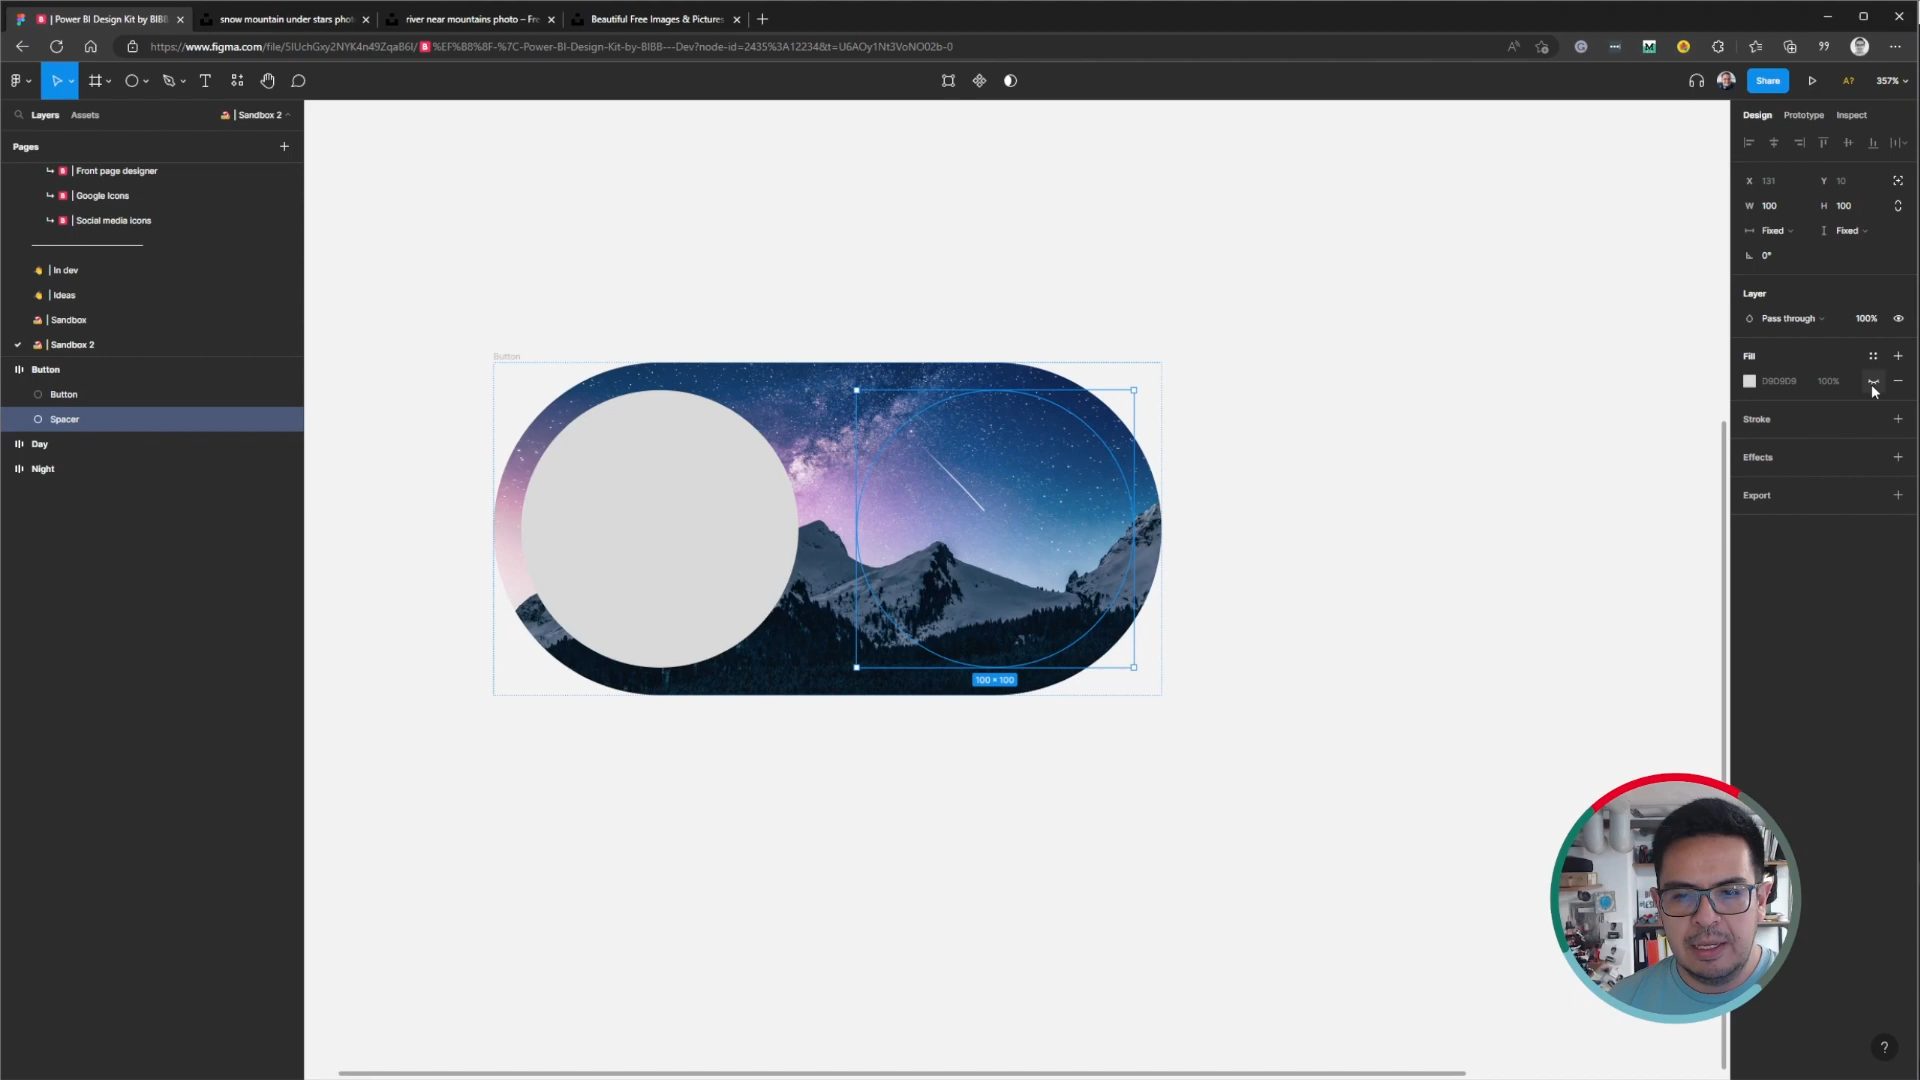 | Power BI Design Kit by BIBB
snow mountain under stars phot
river near mountains photo – Fre
Beautiful Free Images & Pictures
https://www.figma.com/file/5IUchGxy2NYK4n49ZqaB6I/🅱%EF%B8%8F-%7C-Power-BI-Design-Kit-by-BIBB---Dev?node-id=2435%3A12234&t=U6AOy1Nt3VoNO02b-0
Share
A?
357%
Layers
Assets
| Sandbox 2
Design
Prototype
Inspect
Pages
| Front page designer
| Google Icons
| Social media icons
| In dev
| Ideas
| Sandbox
| Sandbox 2
Button
Button
Spacer
Day
Night
Button
100 × 100
X 131
Y 10
W 100
H 100
Fixed
Fixed
0°
Layer
Pass through
100%
Fill
D9D9D9
100%
Stroke
Effects
Export
?